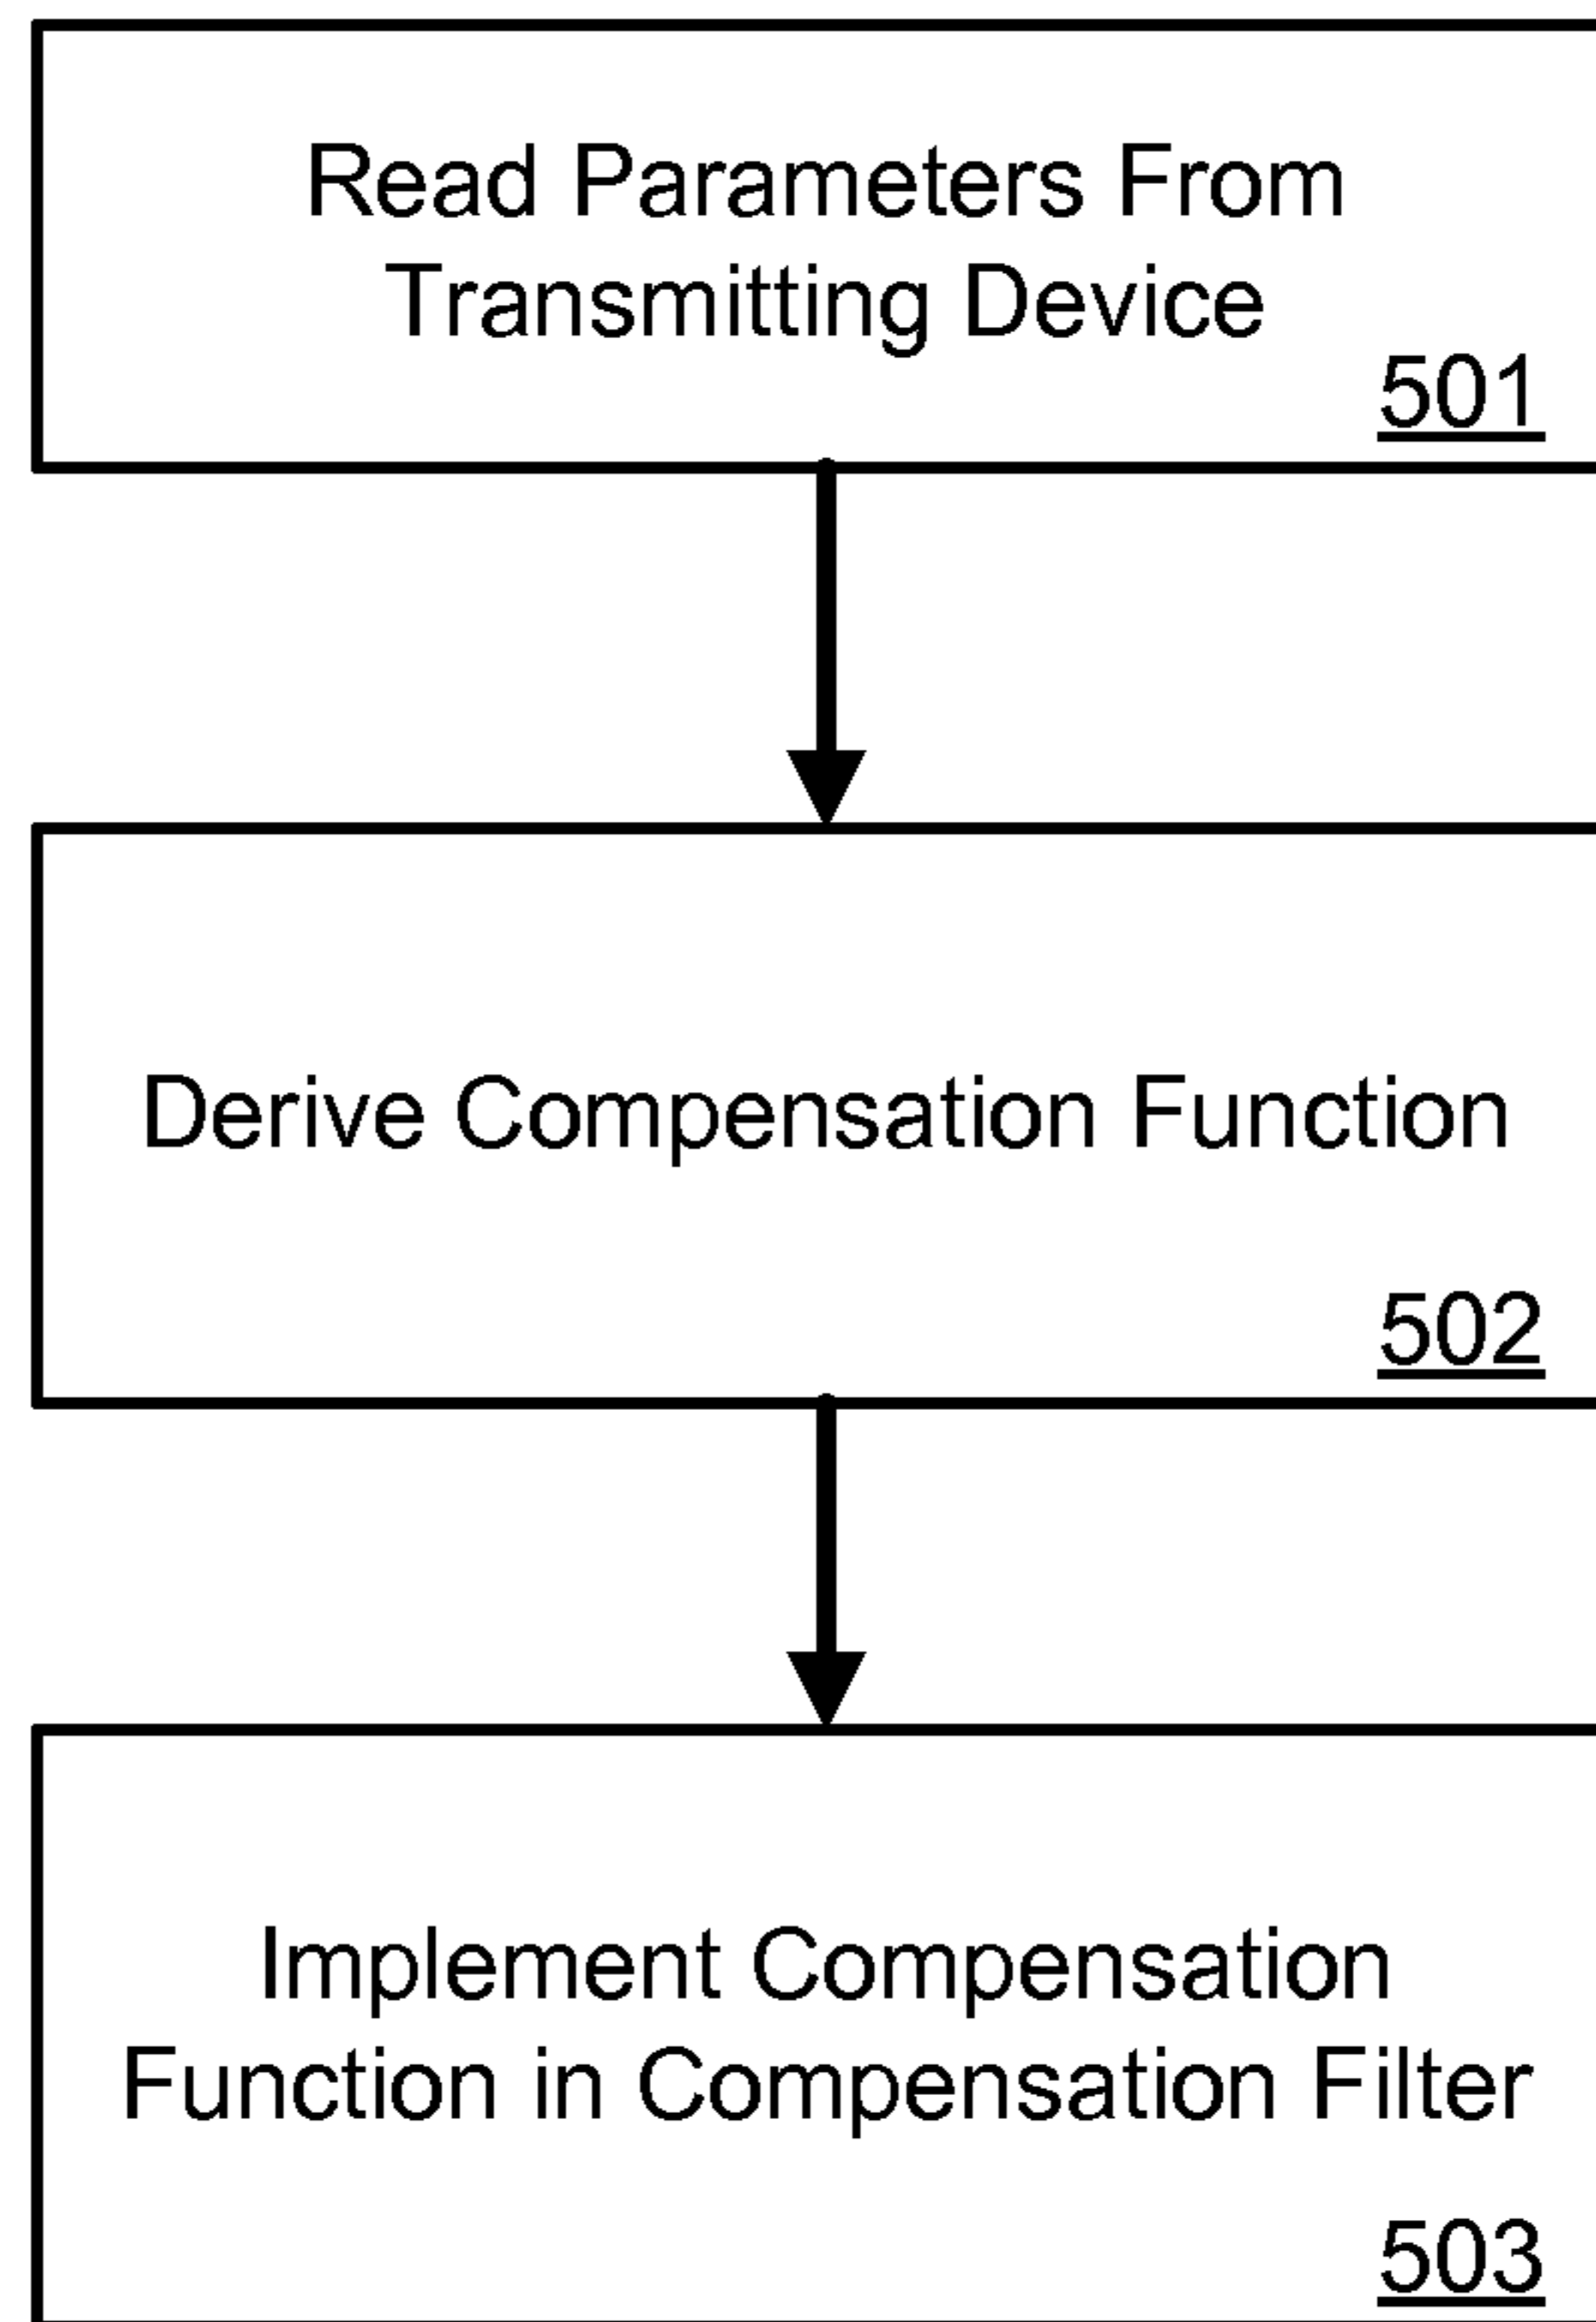 Read Parameters From
Transmitting Device
501
Derive Compensation Function
502
Implement Compensation
Function in Compensation Filter
503